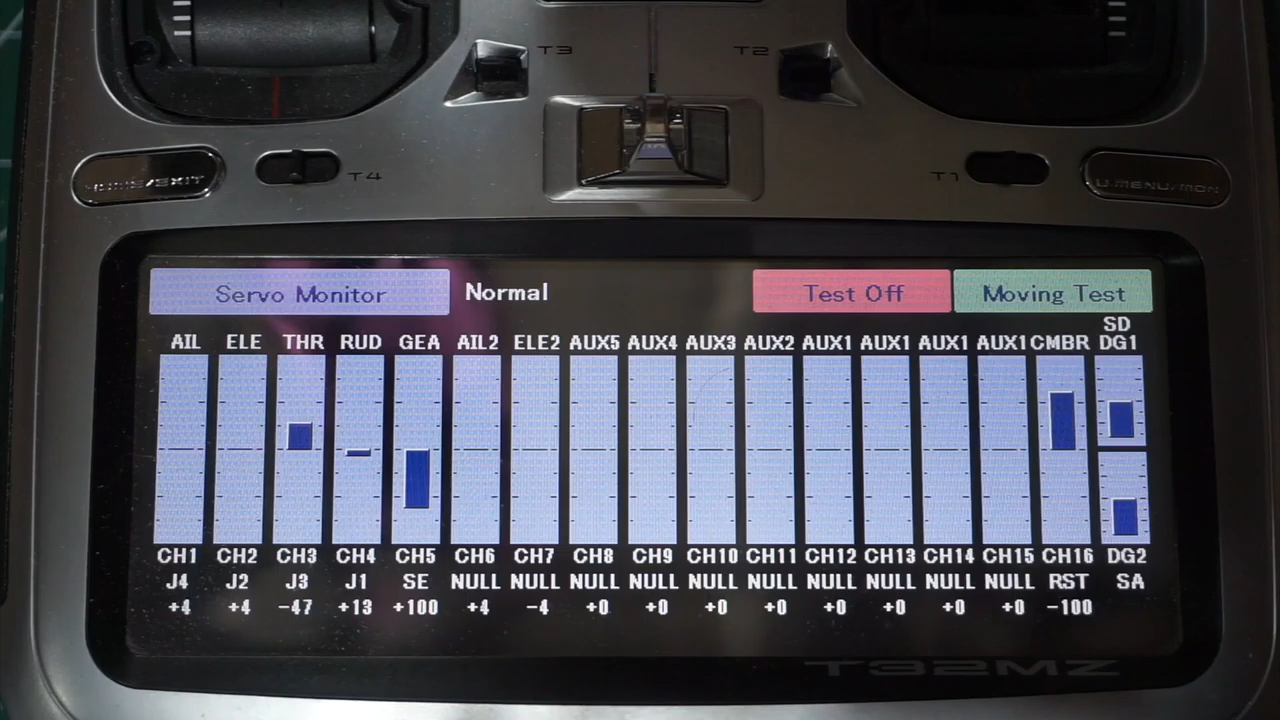 T3 T2
HOME/EXIT T4 T1 U.MENU/MON
Servo Monitor Normal Test Off Moving Test
SD
AIL ELE THR RUD GEA AIL2 ELE2 AUX5 AUX4 AUX3 AUX2 AUX1 AUX1 AUX1 AUX1 CMBR DG1
CH1 CH2 CH3 CH4 CH5 CH6 CH7 CH8 CH9 CH10 CH11 CH12 CH13 CH14 CH15 CH16 DG2
J4 J2 J3 J1 SE NULL NULL NULL NULL NULL NULL NULL NULL NULL NULL RST SA
+4 +4 -47 +13 +100 +4 -4 +0 +0 +0 +0 +0 +0 +0 +0 -100
T32MZ